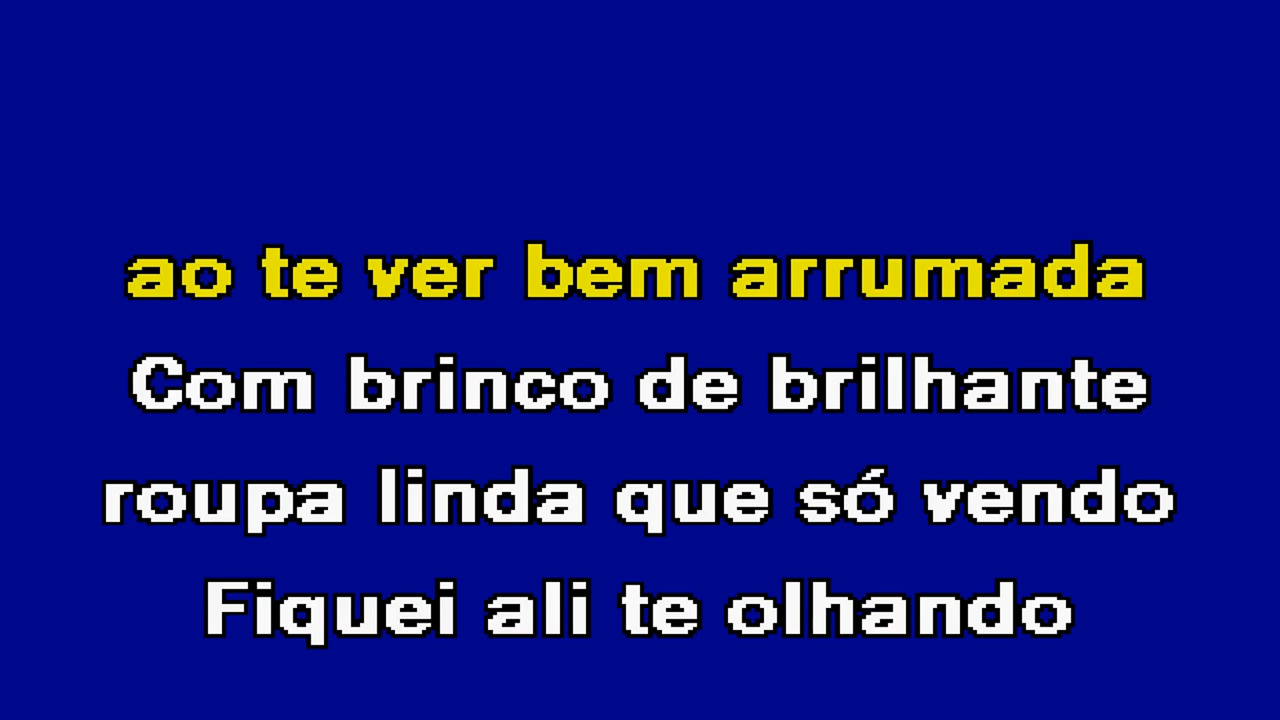 ao te ver bem arrumada
Com brinco de brilhante
roupa linda que só vendo
Fiquei ali te olhando